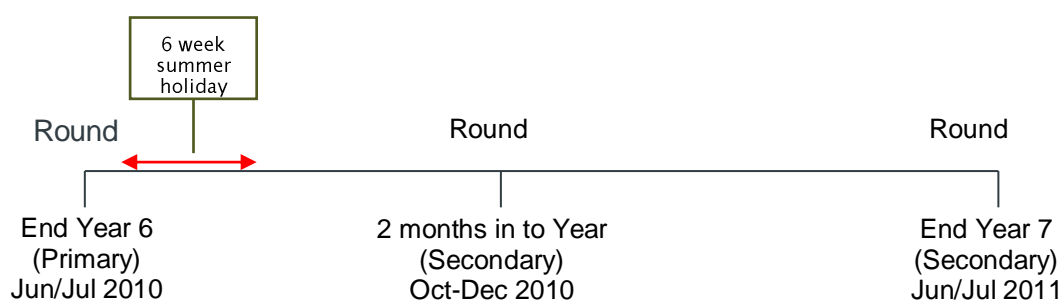 6 week
summer
holiday
Round
Round
Round
End Year 6
(Primary)
Jun/Jul 2010
2 months in to Year
(Secondary)
Oct-Dec 2010
End Year 7
(Secondary)
Jun/Jul 2011